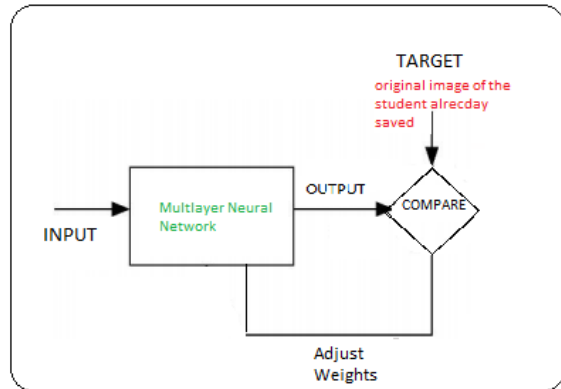 TARGET
original image of the
student alrecday
saved
INPUT
Multlayer Neural
Network
OUTPUT
COMPARE
Adjust
Weights